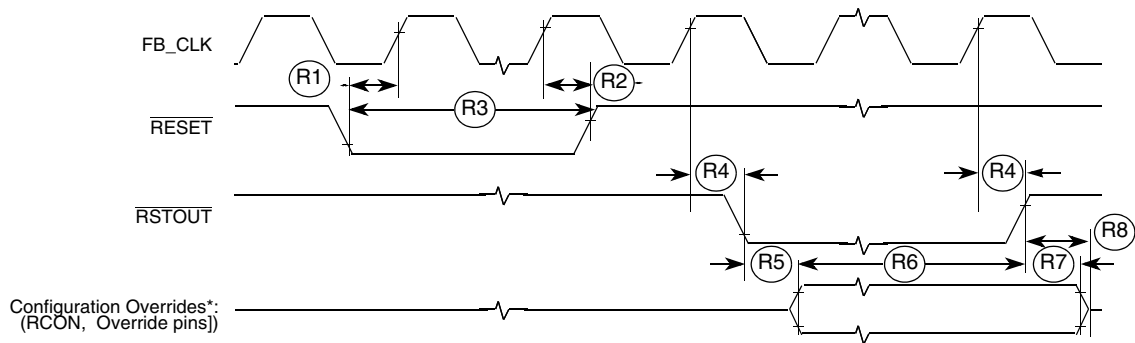 FB_CLK
R1
R2
R3
RESET
R4
R4
RSTOUT
R8
R5
R6
R7
Configuration Overrides*:
(RCON, Override pins])